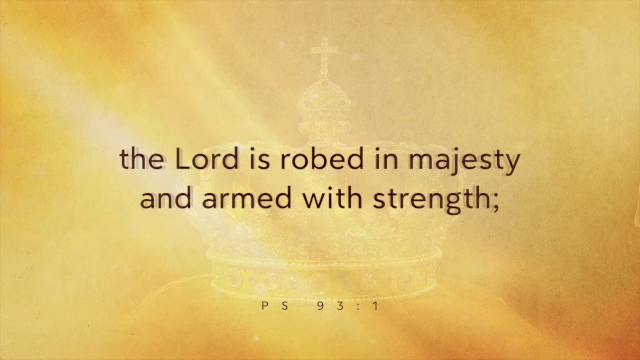 the Lord is robed in majesty
and armed with strength;
PS 93:1